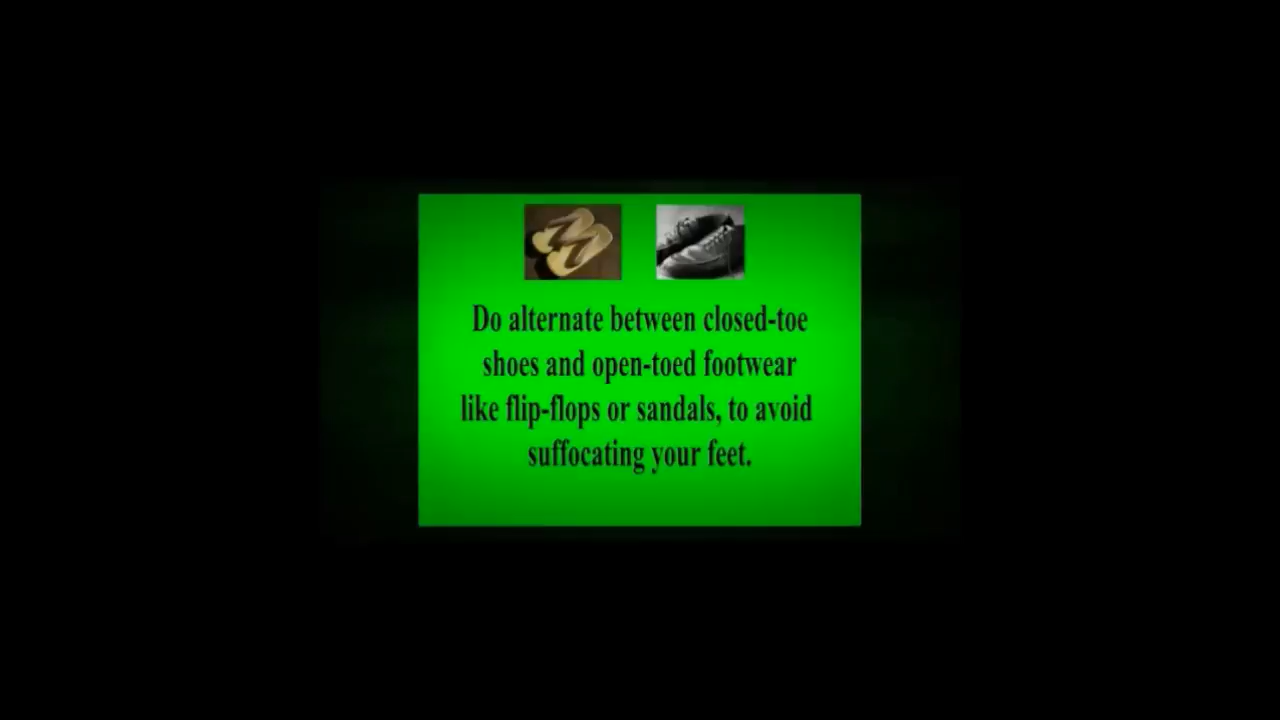 Do alternate between closed-toe
shoes and open-toed footwear
like flip-flops or sandals, to avoid
suffocating your feet.